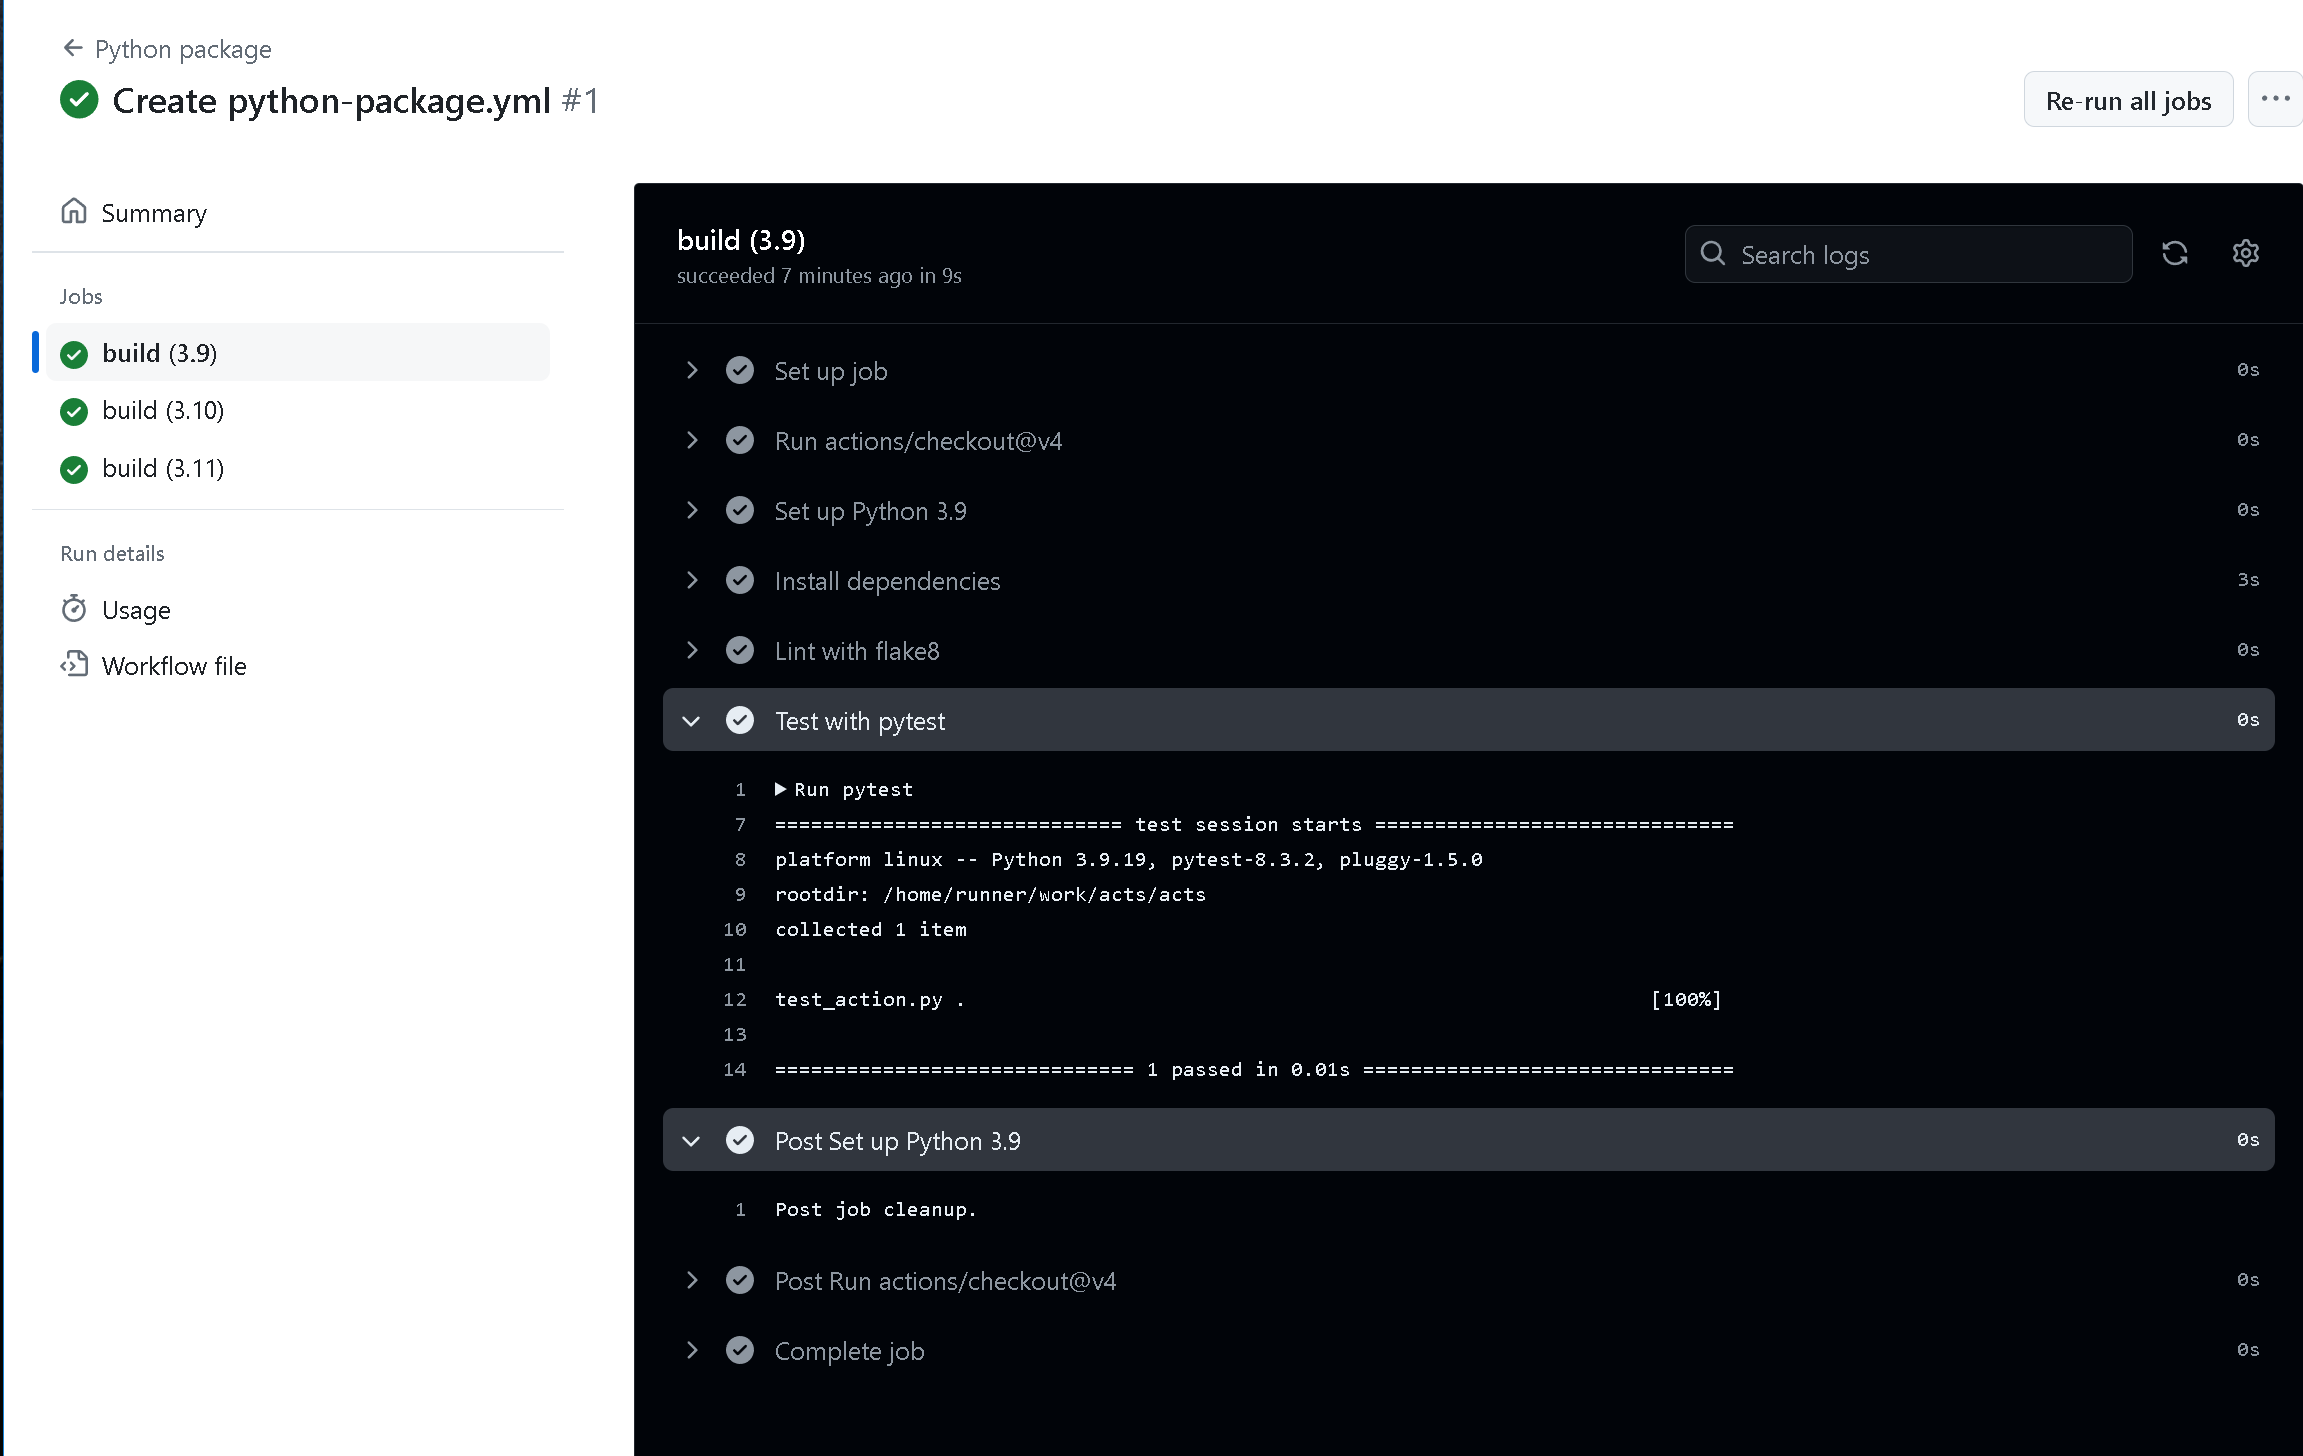 Python package
Create python-package.yml #1
Re-run all jobs
Summary
Jobs
build (3.9)
build (3.10)
build (3.11)
Run details
Usage
Workflow file
build (3.9)
succeeded 7 minutes ago in 9s
Search logs
Set up job 0s
Run actions/checkout@v4 0s
Set up Python 3.9 0s
Install dependencies 3s
Lint with flake8 0s
Test with pytest 0s
1 Run pytest
7 ============================= test session starts ==============================
8 platform linux -- Python 3.9.19, pytest-8.3.2, pluggy-1.5.0
9 rootdir: /home/runner/work/acts/acts
10 collected 1 item
11
12 test_action.py . [100%]
13
14 ============================== 1 passed in 0.01s ===============================
Post Set up Python 3.9 0s
1 Post job cleanup.
Post Run actions/checkout@v4 0s
Complete job 0s